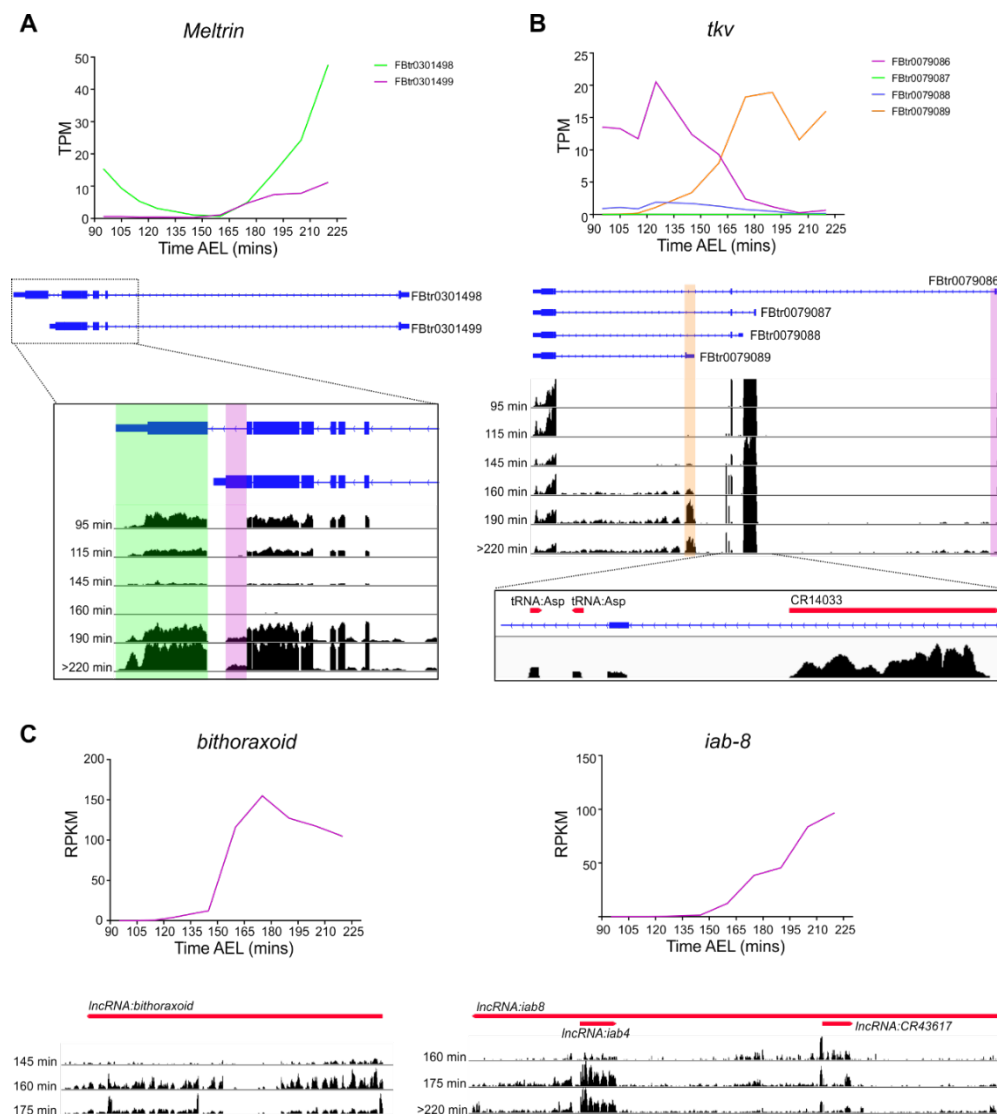 A
Meltrin
50
40
30
20
10
0
TPM
90 105 120 135 150 165 180 195 210 225
Time AEL (mins)
FBtr0301498
FBtr0301499
FBtr0301498
FBtr0301499
95 min
115 min
145 min
160 min
190 min
>220 min
B
tkv
25
20
15
10
5
0
TPM
90 105 120 135 150 165 180 195 210 225
Time AEL (mins)
FBtr0079086
FBtr0079087
FBtr0079088
FBtr0079089
FBtr0079086
FBtr0079087
FBtr0079088
FBtr0079089
95 min
115 min
145 min
160 min
190 min
>220 min
tRNA:Asp tRNA:Asp CR14033
C
bithoraxoid
200
150
100
50
0
RPKM
90 105 120 135 150 165 180 195 210 225
Time AEL (mins)
lncRNA:bithoraxoid
145 min
160 min
175 min
iab-8
150
100
50
0
RPKM
90 105 120 135 150 165 180 195 210 225
Time AEL (mins)
lncRNA:iab8
lncRNA:iab4
lncRNA:CR43617
160 min
175 min
>220 min